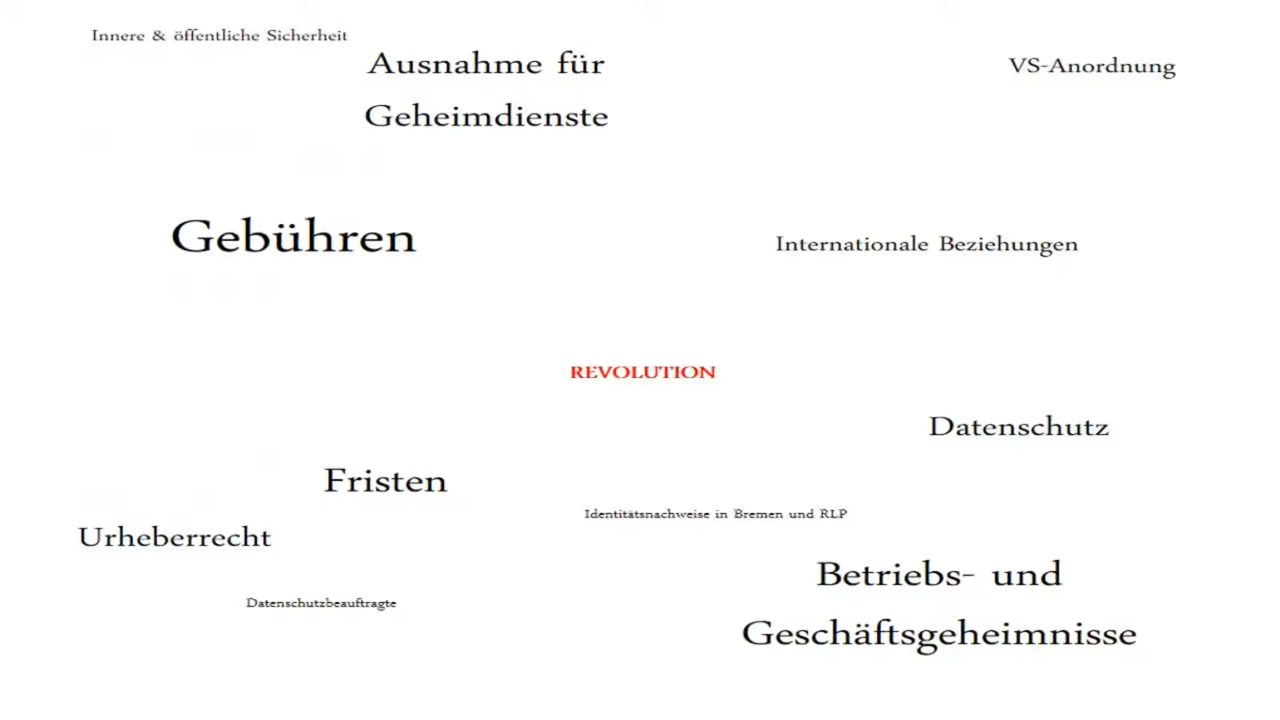 Innere & öffentliche Sicherheit
Ausnahme für
Geheimdienste
VS-Anordnung
Gebühren
Internationale Beziehungen
REVOLUTION
Datenschutz
Fristen
Identitätsnachweise in Bremen und RLP
Urheberrecht
Betriebs- und
Geschäftsgeheimnisse
Datenschutzbeauftragte